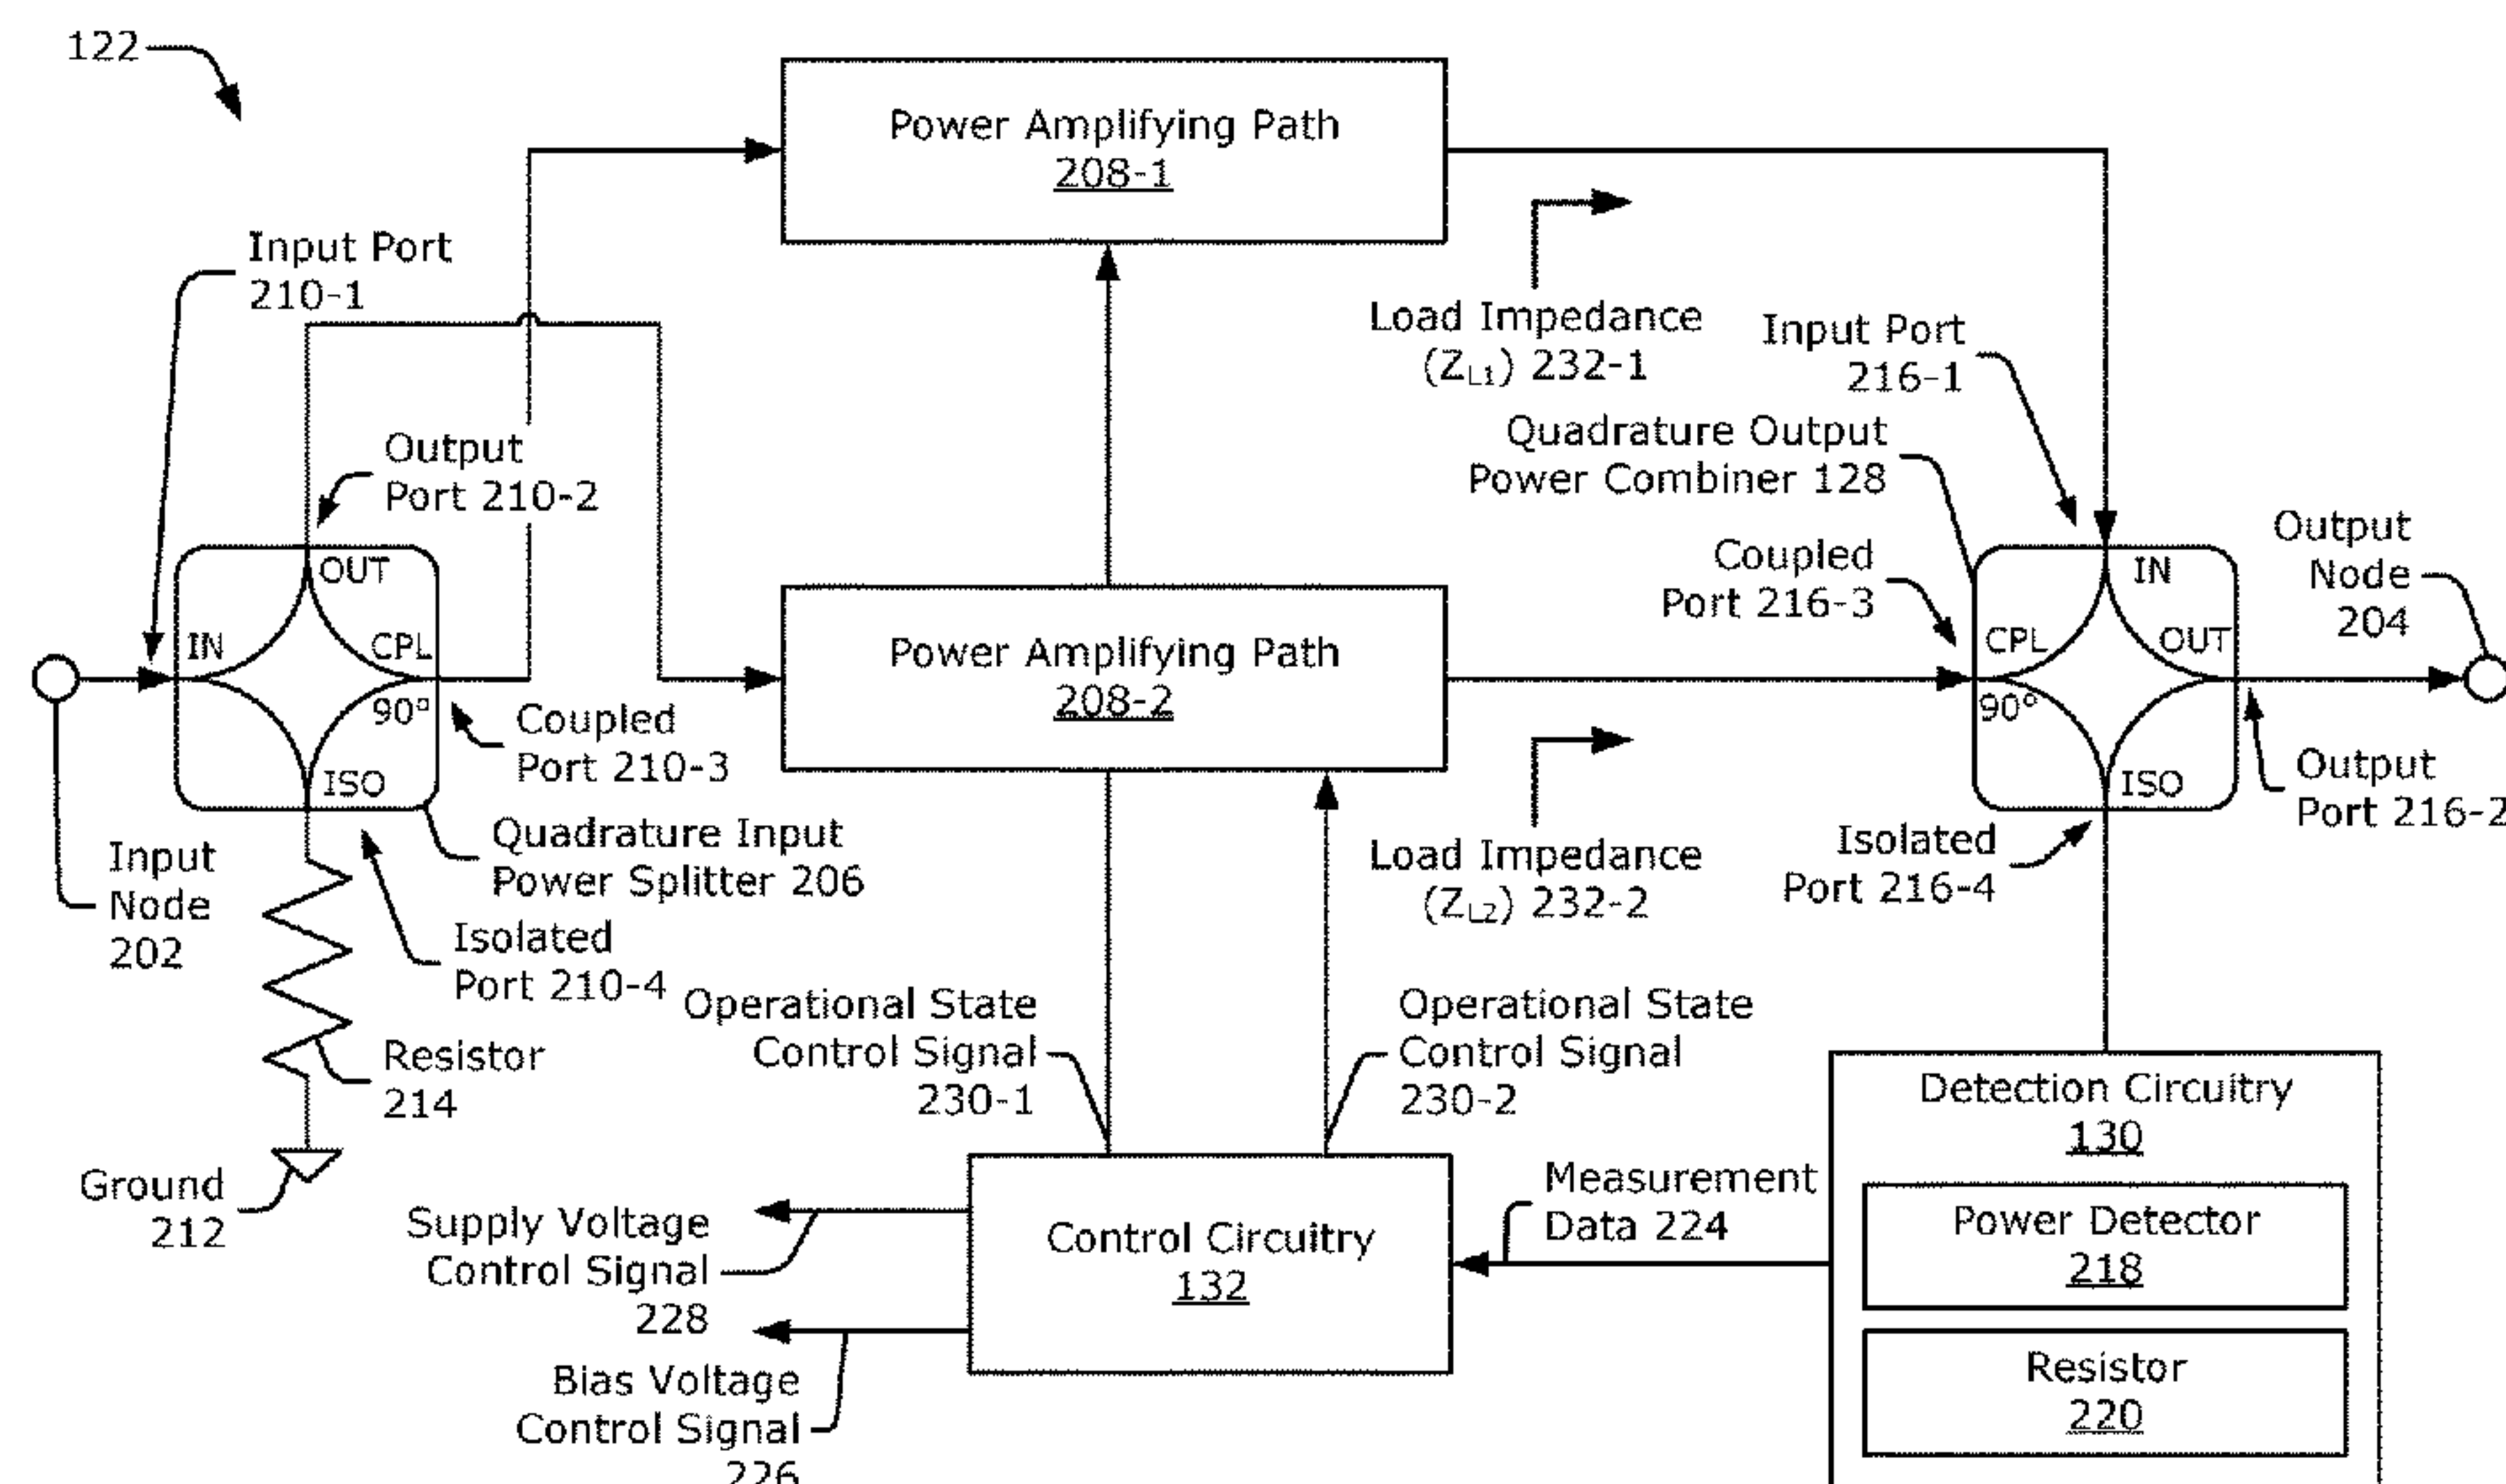 122
Power Amplifying Path
208-1
Input Port
210-1
Load Impedance
(ZL1) 232-1
Input Port
216-1
Output
Port 210-2
Quadrature Output
Power Combiner 128
Output
Node
204
Coupled
Port 216-3
OUT
IN
CPL
90°
Power Amplifying Path
208-2
IN
CPL
OUT
90°
ISO
Coupled
Port 210-3
ISO
Output
Port 216-2
Input
Node
202
Quadrature Input
Power Splitter 206
Load Impedance
(ZL2) 232-2
Isolated
Port 216-4
Isolated
Port 210-4
Operational State
Control Signal
230-1
Operational State
Control Signal
230-2
Resistor
214
Detection Circuitry
130
Ground
212
Measurement
Data 224
Power Detector
218
Supply Voltage
Control Signal
228
Control Circuitry
132
Resistor
220
Bias Voltage
Control Signal
226